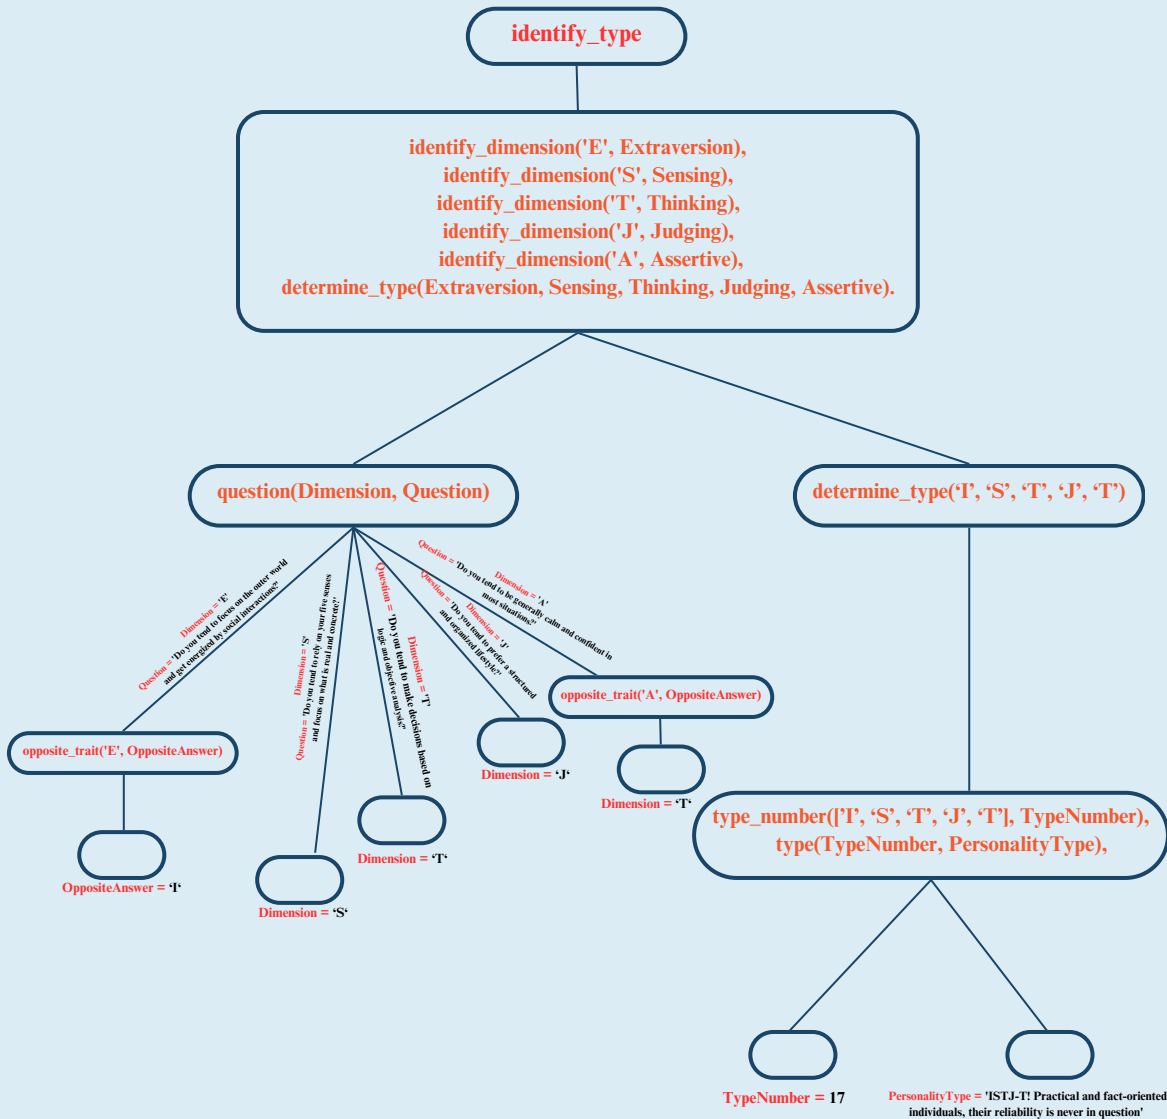 identify_type
identify_dimension('E', Extraversion),
identify_dimension('S', Sensing),
identify_dimension('T', Thinking),
identify_dimension('J', Judging),
identify_dimension('A', Assertive),
determine_type(Extraversion, Sensing, Thinking, Judging, Assertive).
question(Dimension, Question)
determine_type(‘I’, ‘S’, ‘T’, ‘J’, ‘T’)
Dimension = 'E'
Question = 'Do you tend to focus on the outer world
and get energized by social interactions?'
Dimension = 'S'
Question = 'Do you tend to rely on your five senses
and focus on what is real and concrete?'
Dimension = 'T'
Question = 'Do you tend to make decisions based on
logic and objective analysis?'
Dimension = 'J'
Question = 'Do you tend to prefer a structured
and organized lifestyle?'
Dimension = 'A'
Question = 'Do you tend to be generally calm and confident in
most situations?'
opposite_trait('E', OppositeAnswer)
opposite_trait('A', OppositeAnswer)
OppositeAnswer = ‘I‘
Dimension = ‘S‘
Dimension = ‘T‘
Dimension = ‘J‘
Dimension = ‘T‘
type_number([’I’, ‘S’, ‘T’, ‘J’, ‘T’], TypeNumber),
type(TypeNumber, PersonalityType),
TypeNumber = 17
PersonalityType = 'ISTJ-T! Practical and fact-oriented
individuals, their reliability is never in question'